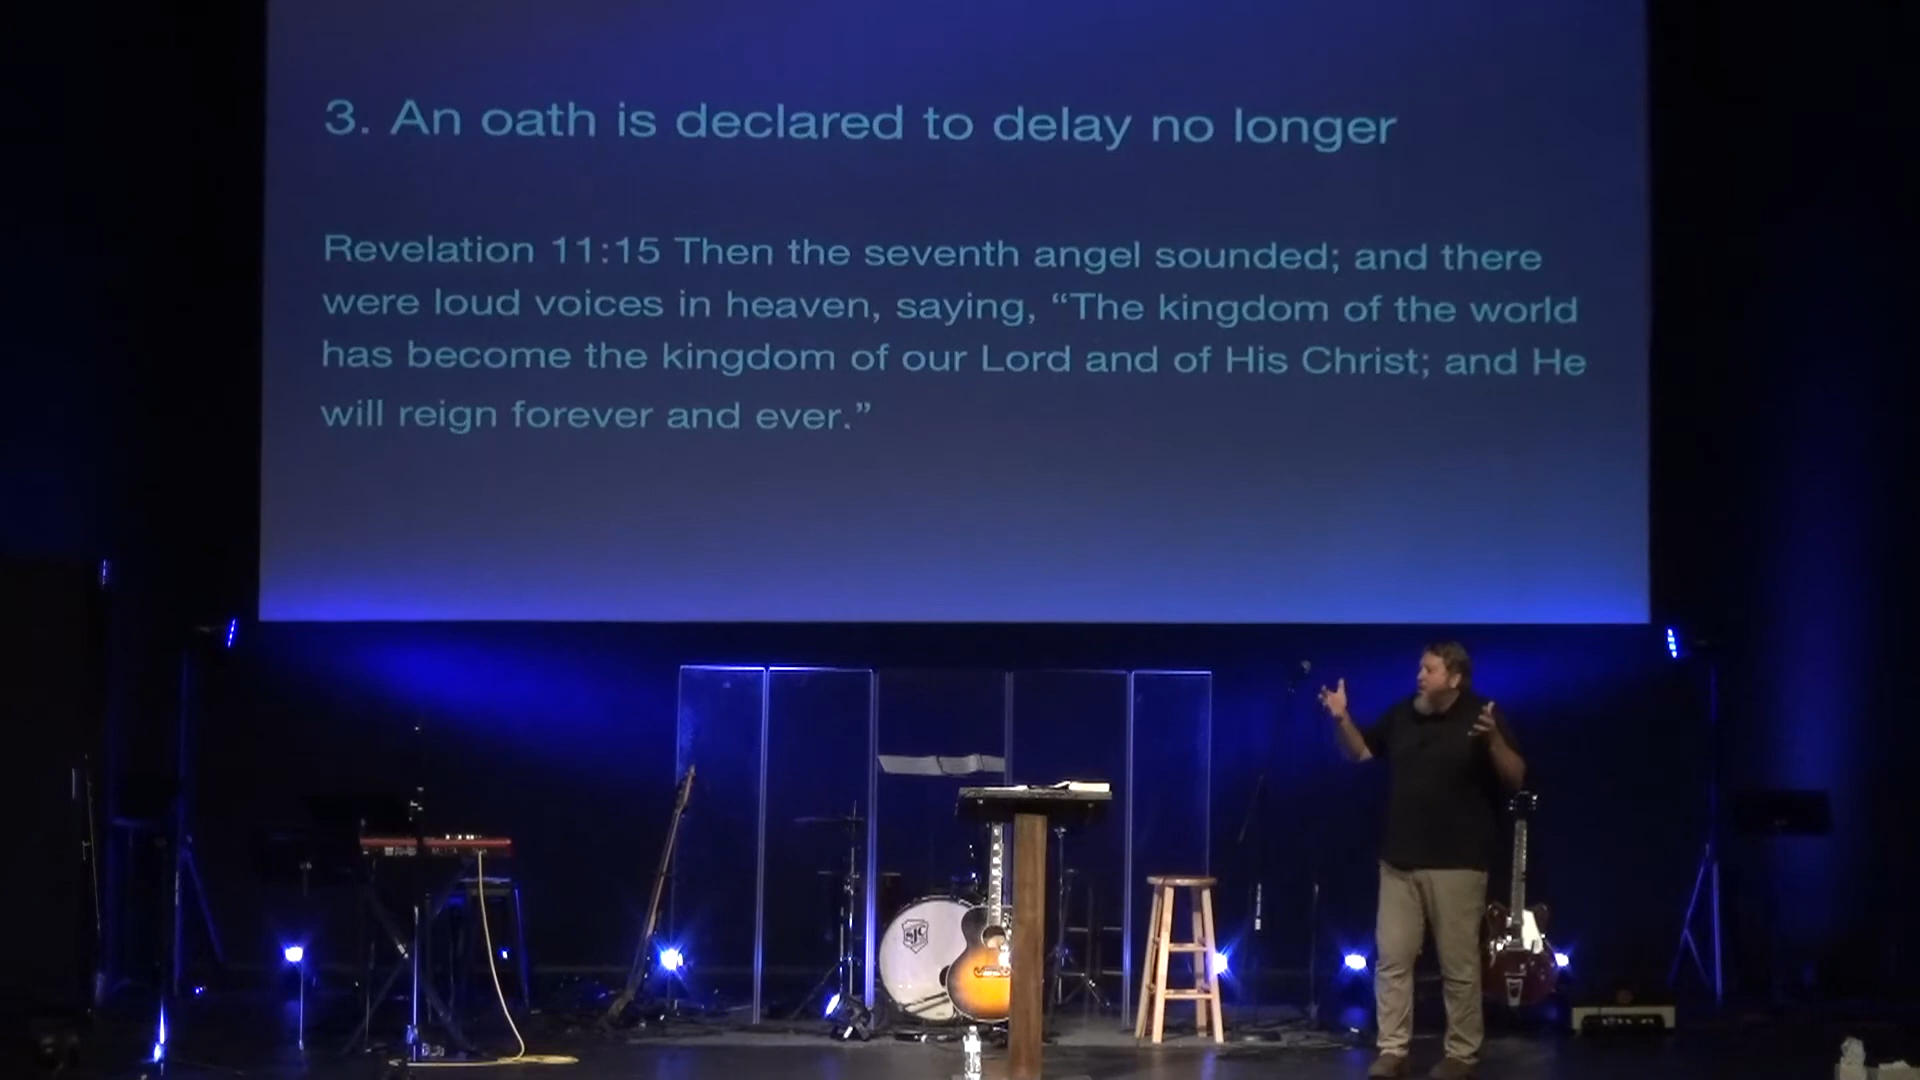 3. An oath is declared to delay no longer
Revelation 11:15 Then the seventh angel sounded; and there
were loud voices in heaven, saying, “The kingdom of the world
has become the kingdom of our Lord and of His Christ; and He
will reign forever and ever.”
SJC